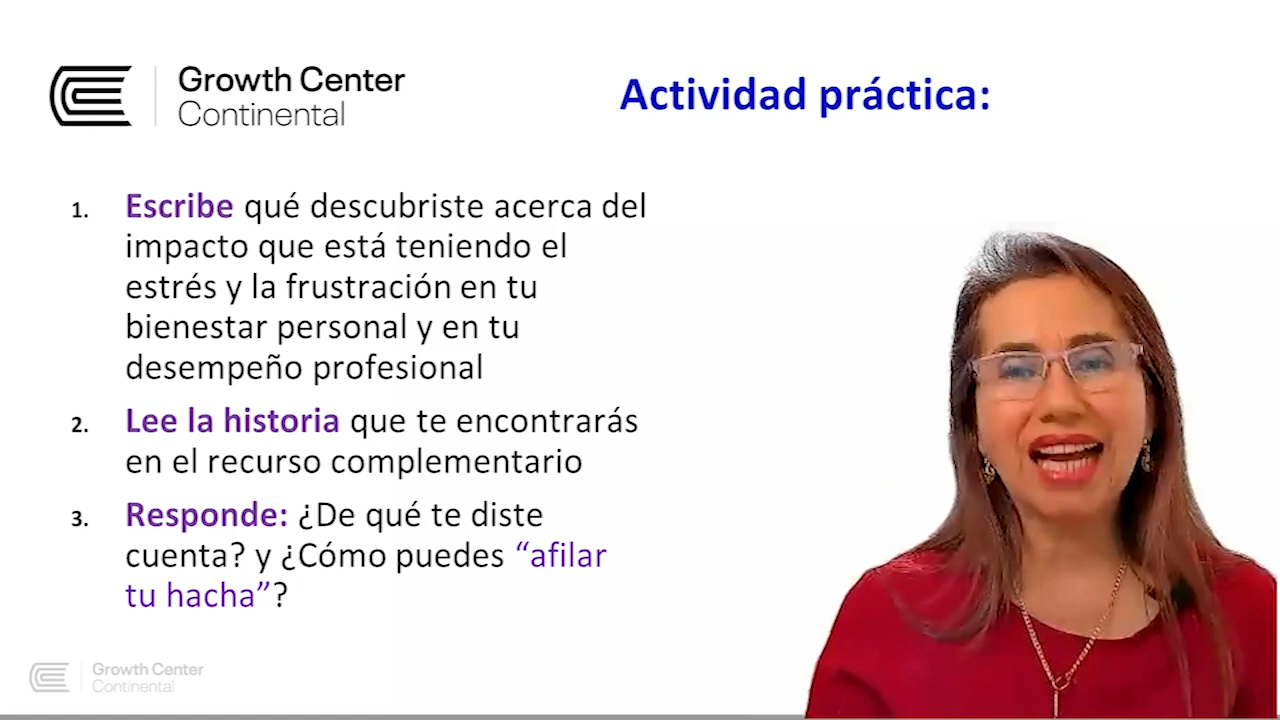 Growth Center
Continental
Actividad práctica:
1. Escribe qué descubriste acerca del
impacto que está teniendo el
estrés y la frustración en tu
bienestar personal y en tu
desempeño profesional
2. Lee la historia que te encontrarás
en el recurso complementario
3. Responde: ¿De qué te diste
cuenta? y ¿Cómo puedes “afilar
tu hacha”?
Growth Center
Continental